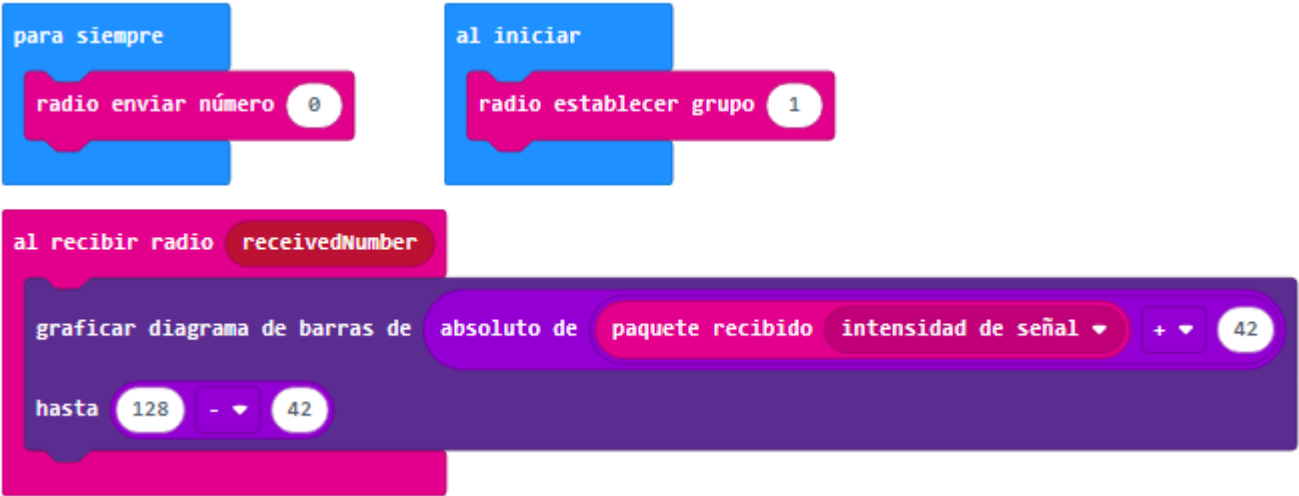 para siempre
radio enviar número 0
al iniciar
radio establecer grupo 1
al recibir radio receivedNumber
graficar diagrama de barras de absoluto de paquete recibido intensidad de señal + 42
hasta 128 - 42